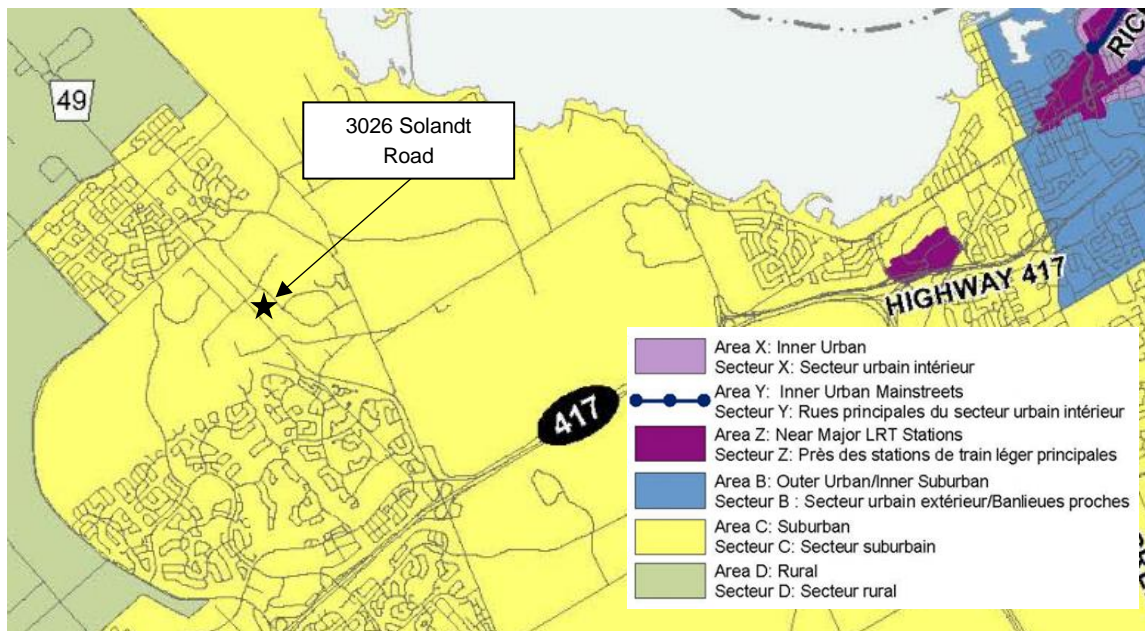 49
3026 Solandt
Road
RIC
HIGHWAY 417
417
Area X: Inner Urban
Secteur X: Secteur urbain intérieur
Area Y: Inner Urban Mainstreets
Secteur Y: Rues principales du secteur urbain intérieur
Area Z: Near Major LRT Stations
Secteur Z: Près des stations de train léger principales
Area B: Outer Urban/Inner Suburban
Secteur B : Secteur urbain extérieur/Banlieues proches
Area C: Suburban
Secteur C: Secteur suburbain
Area D: Rural
Secteur D: Secteur rural